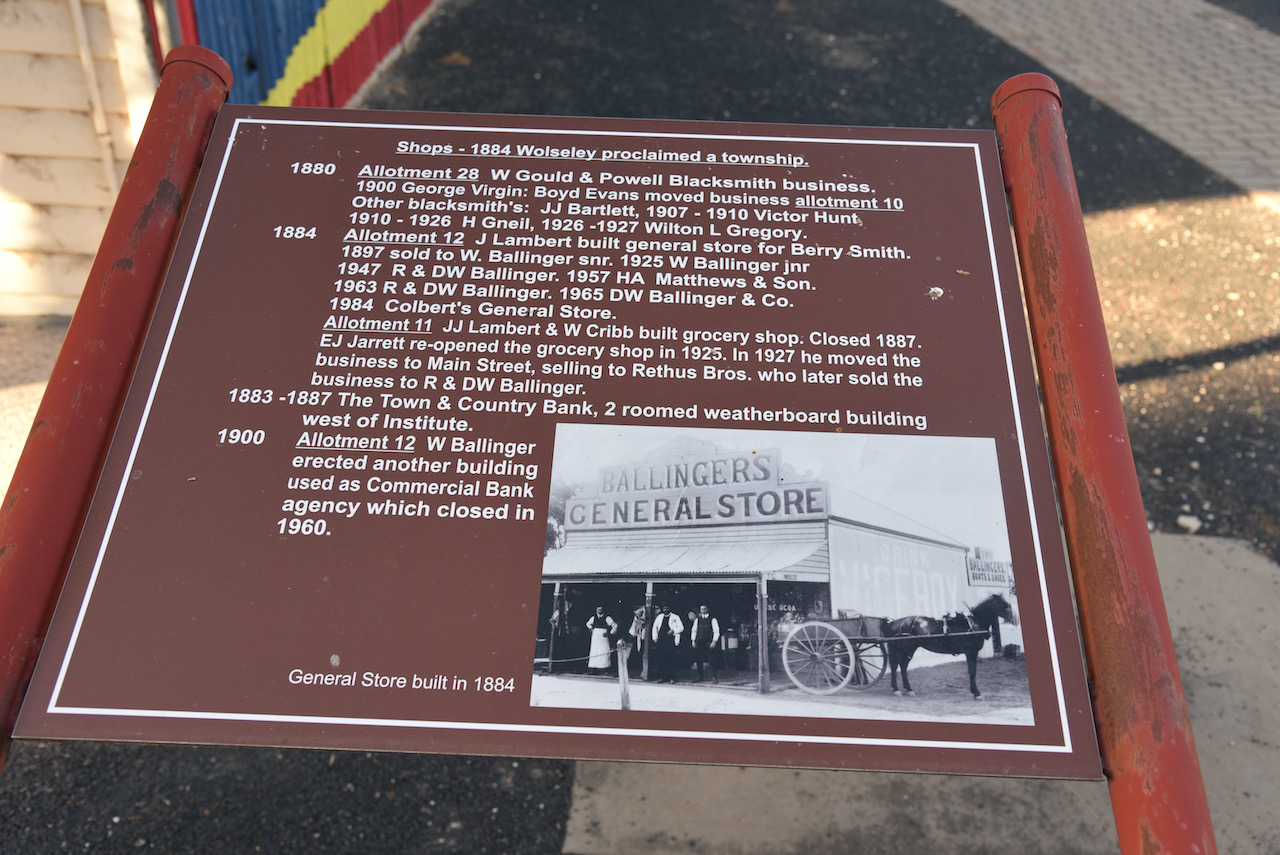 Shops - 1884 Wolseley proclaimed a township.
1880 Allotment 28 W Gould & Powell Blacksmith business.
1900 George Virgin: Boyd Evans moved business allotment 10
Other blacksmith's: JJ Bartlett, 1907 - 1910 Victor Hunt,
1910 - 1926 H Gneil, 1926 -1927 Wilton L Gregory.
1884 Allotment 12 J Lambert built general store for Berry Smith.
1897 sold to W. Ballinger snr. 1925 W Ballinger jnr
1947 R & DW Ballinger. 1957 HA Matthews & Son.
1963 R & DW Ballinger. 1965 DW Ballinger & Co.
1984 Colbert's General Store.
Allotment 11 JJ Lambert & W Cribb built grocery shop. Closed 1887.
EJ Jarrett re-opened the grocery shop in 1925. In 1927 he moved the
business to Main Street, selling to Rethus Bros. who later sold the
business to R & DW Ballinger.
1883 -1887 The Town & Country Bank, 2 roomed weatherboard building
west of Institute.
1900 Allotment 12 W Ballinger
erected another building
used as Commercial Bank
agency which closed in
1960.
BALLINGERS
GENERAL STORE
DRINK
BALLINGERS
BOOTS & SHOES
General Store built in 1884